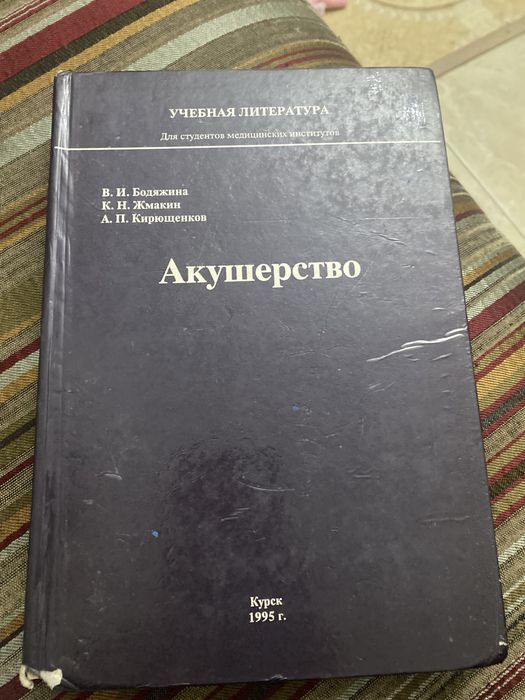 УЧЕБНАЯ ЛИТЕРАТУРА
Для студентов медицинских институтов
В. И. Бодяжина
К. Н. Жмакин
А. П. Кирющенков
Акушерство
Курск
1995 г.